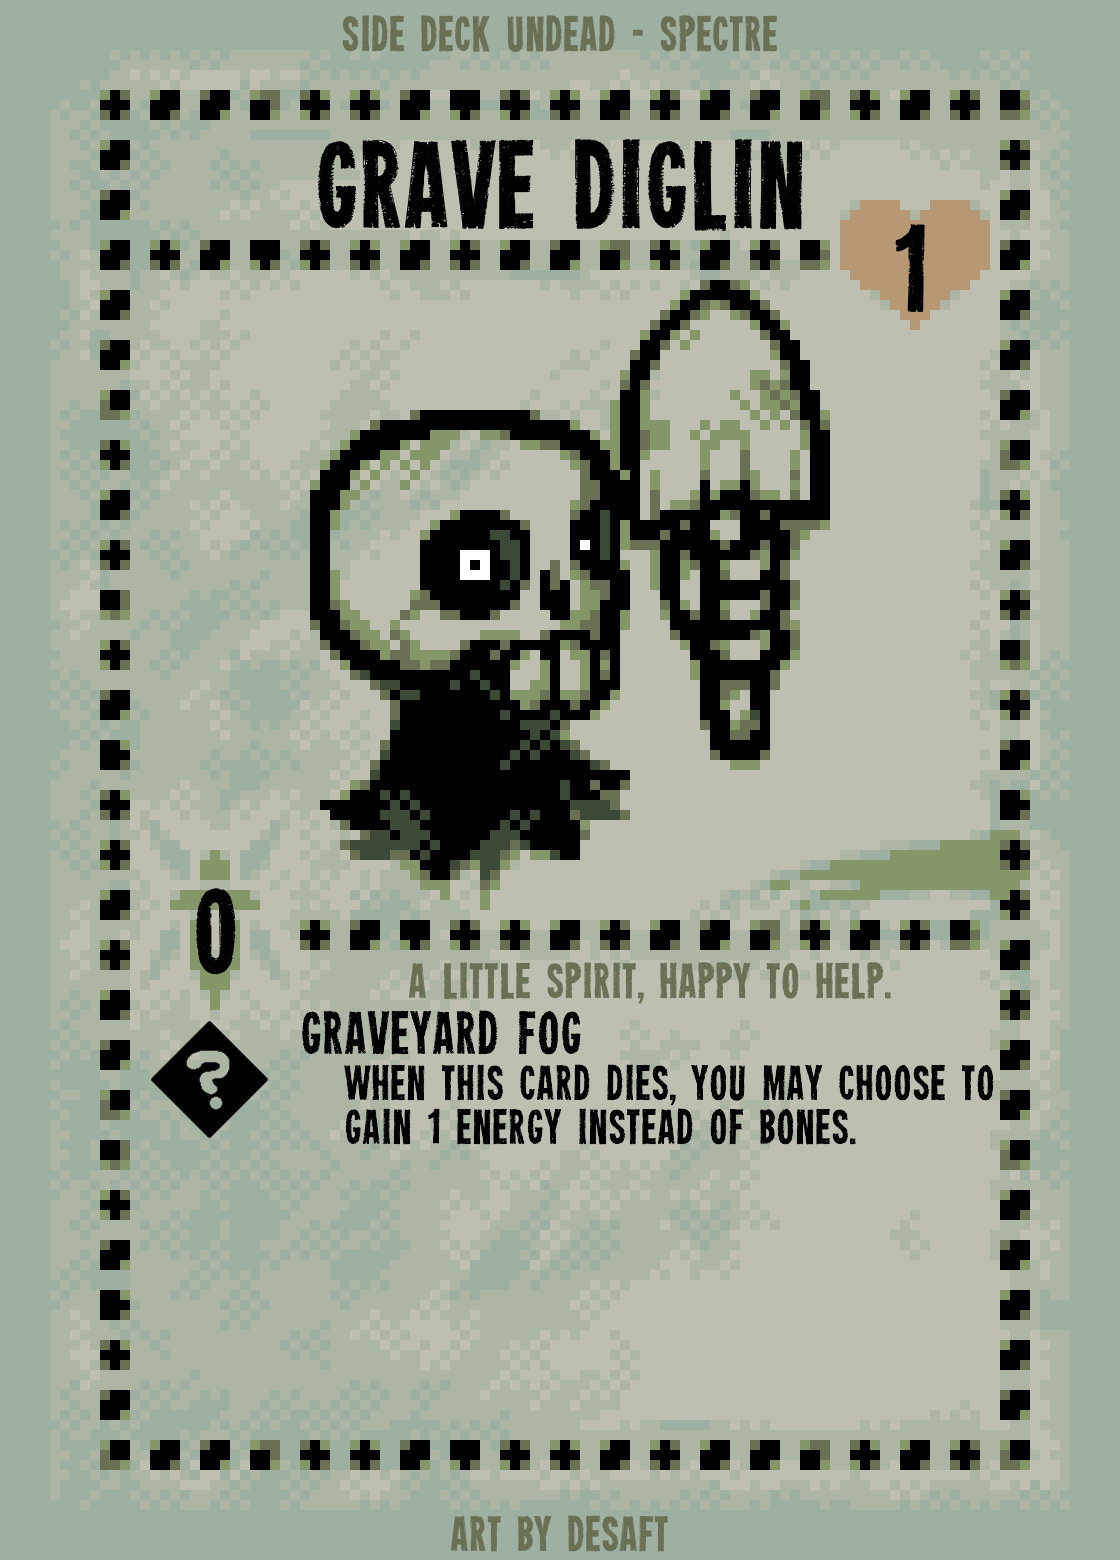 SIDE DECK UNDEAD - SPECTRE
GRAVE DIGLIN
1
0
A LITTLE SPIRIT, HAPPY TO HELP.
GRAVEYARD FOG
?
WHEN THIS CARD DIES, YOU MAY CHOOSE TO
GAIN 1 ENERGY INSTEAD OF BONES.
ART BY DESAFT